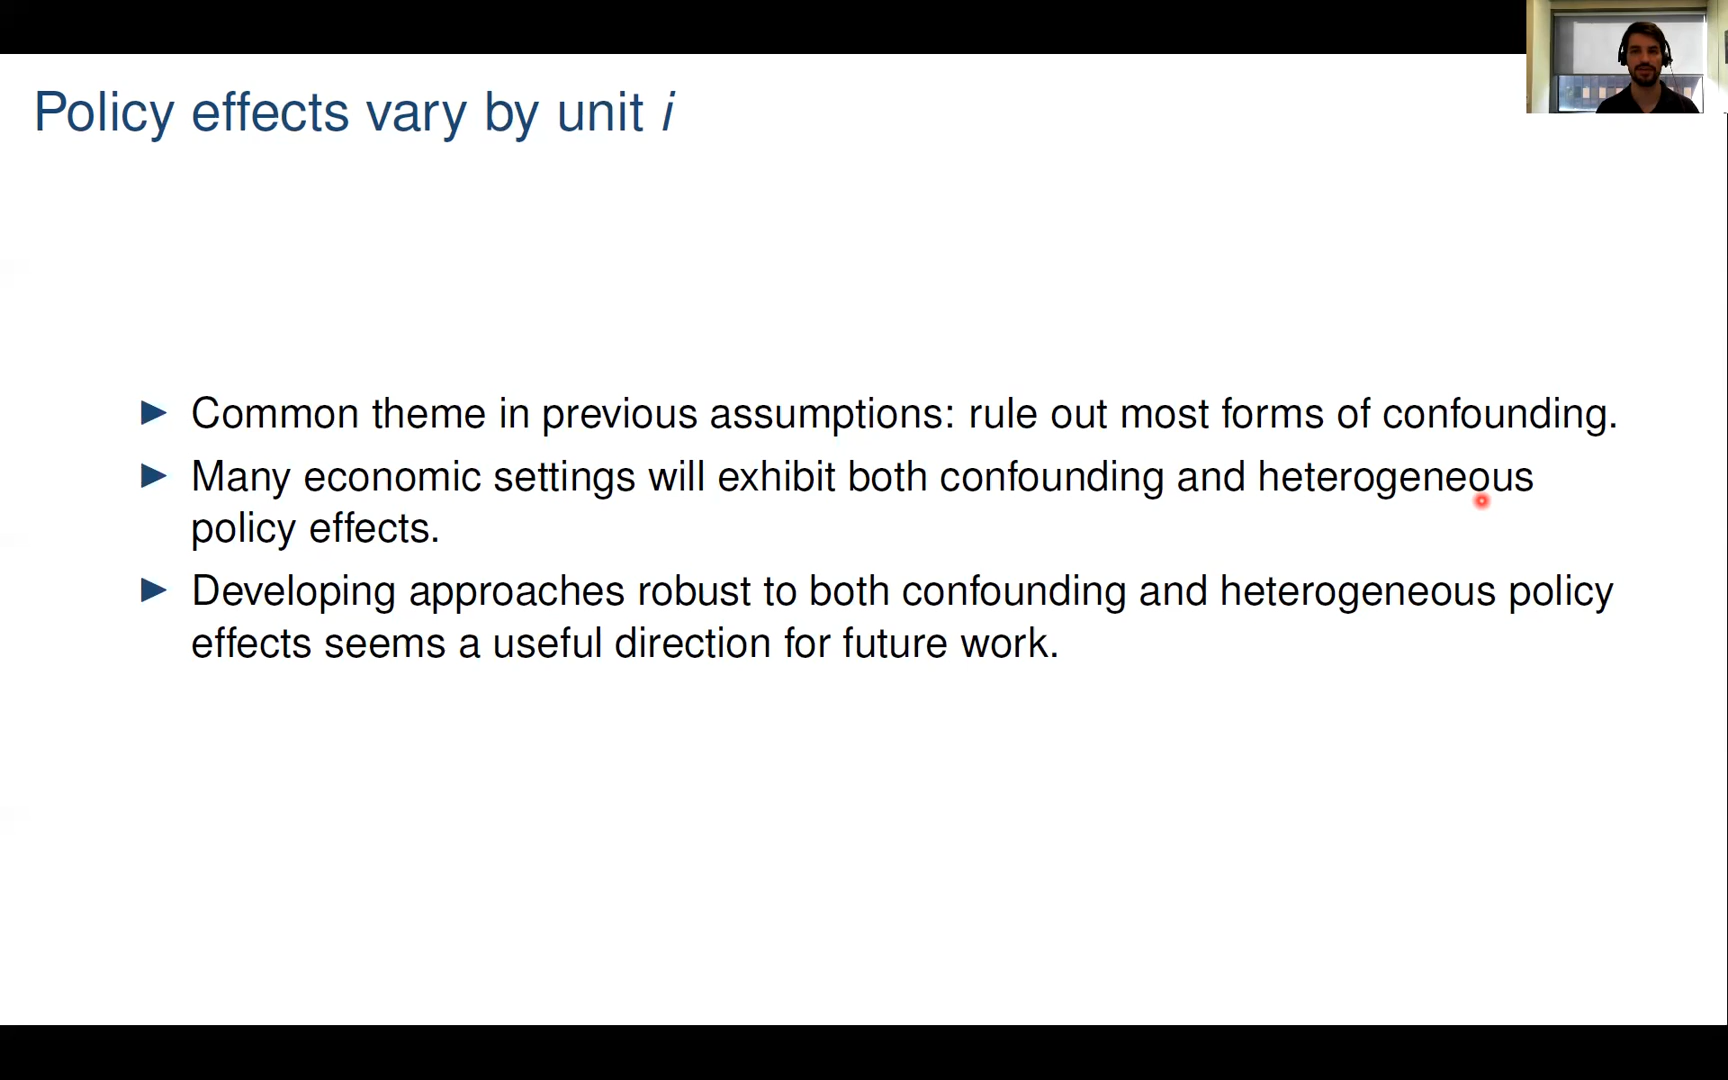 Policy effects vary by unit i
Common theme in previous assumptions: rule out most forms of confounding.
Many economic settings will exhibit both confounding and heterogeneous
policy effects.
Developing approaches robust to both confounding and heterogeneous policy
effects seems a useful direction for future work.